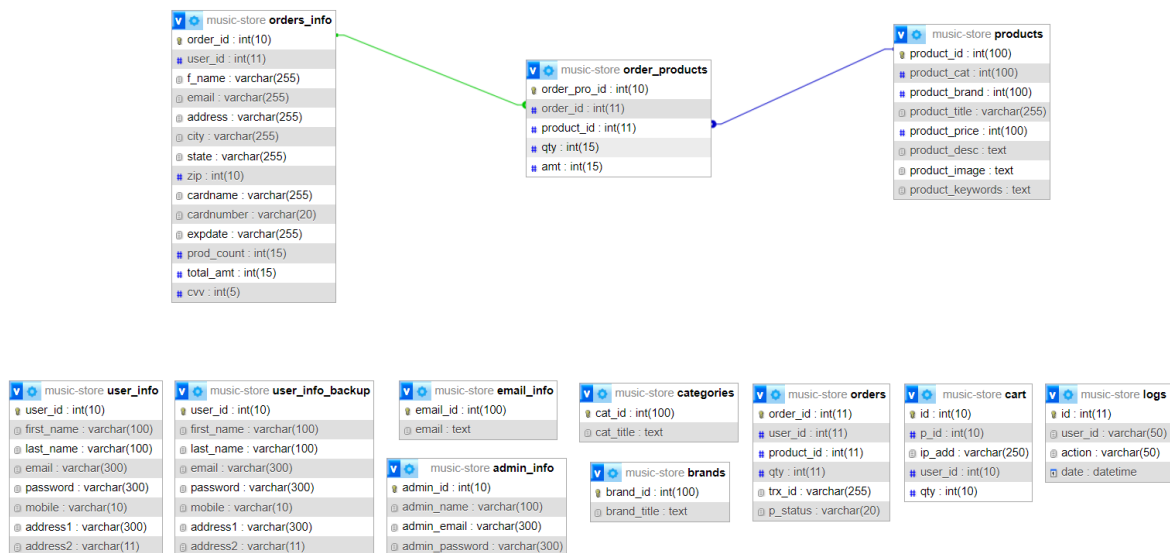 music-store orders_info
order_id : int(10)
user_id : int(11)
f_name : varchar(255)
email : varchar(255)
address : varchar(255)
city : varchar(255)
state : varchar(255)
zip : int(10)
cardname : varchar(255)
cardnumber : varchar(20)
expdate : varchar(255)
prod_count : int(15)
total_amt : int(15)
cvv : int(5)
music-store order_products
order_pro_id : int(10)
order_id : int(11)
product_id : int(11)
qty : int(15)
amt : int(15)
music-store products
product_id : int(100)
product_cat : int(100)
product_brand : int(100)
product_title : varchar(255)
product_price : int(100)
product_desc : text
product_image : text
product_keywords : text
music-store user_info
user_id : int(10)
first_name : varchar(100)
last_name : varchar(100)
email : varchar(300)
password : varchar(300)
mobile : varchar(10)
address1 : varchar(300)
address2 : varchar(11)
music-store user_info_backup
user_id : int(10)
first_name : varchar(100)
last_name : varchar(100)
email : varchar(300)
password : varchar(300)
mobile : varchar(10)
address1 : varchar(300)
address2 : varchar(11)
music-store email_info
email_id : int(100)
email : text
music-store admin_info
admin_id : int(10)
admin_name : varchar(100)
admin_email : varchar(300)
admin_password : varchar(300)
music-store categories
cat_id : int(100)
cat_title : text
music-store brands
brand_id : int(100)
brand_title : text
music-store orders
order_id : int(11)
user_id : int(11)
product_id : int(11)
qty : int(11)
trx_id : varchar(255)
p_status : varchar(20)
music-store cart
id : int(10)
p_id : int(10)
ip_add : varchar(250)
user_id : int(10)
qty : int(10)
music-store logs
id : int(11)
user_id : varchar(50)
action : varchar(50)
date : datetime